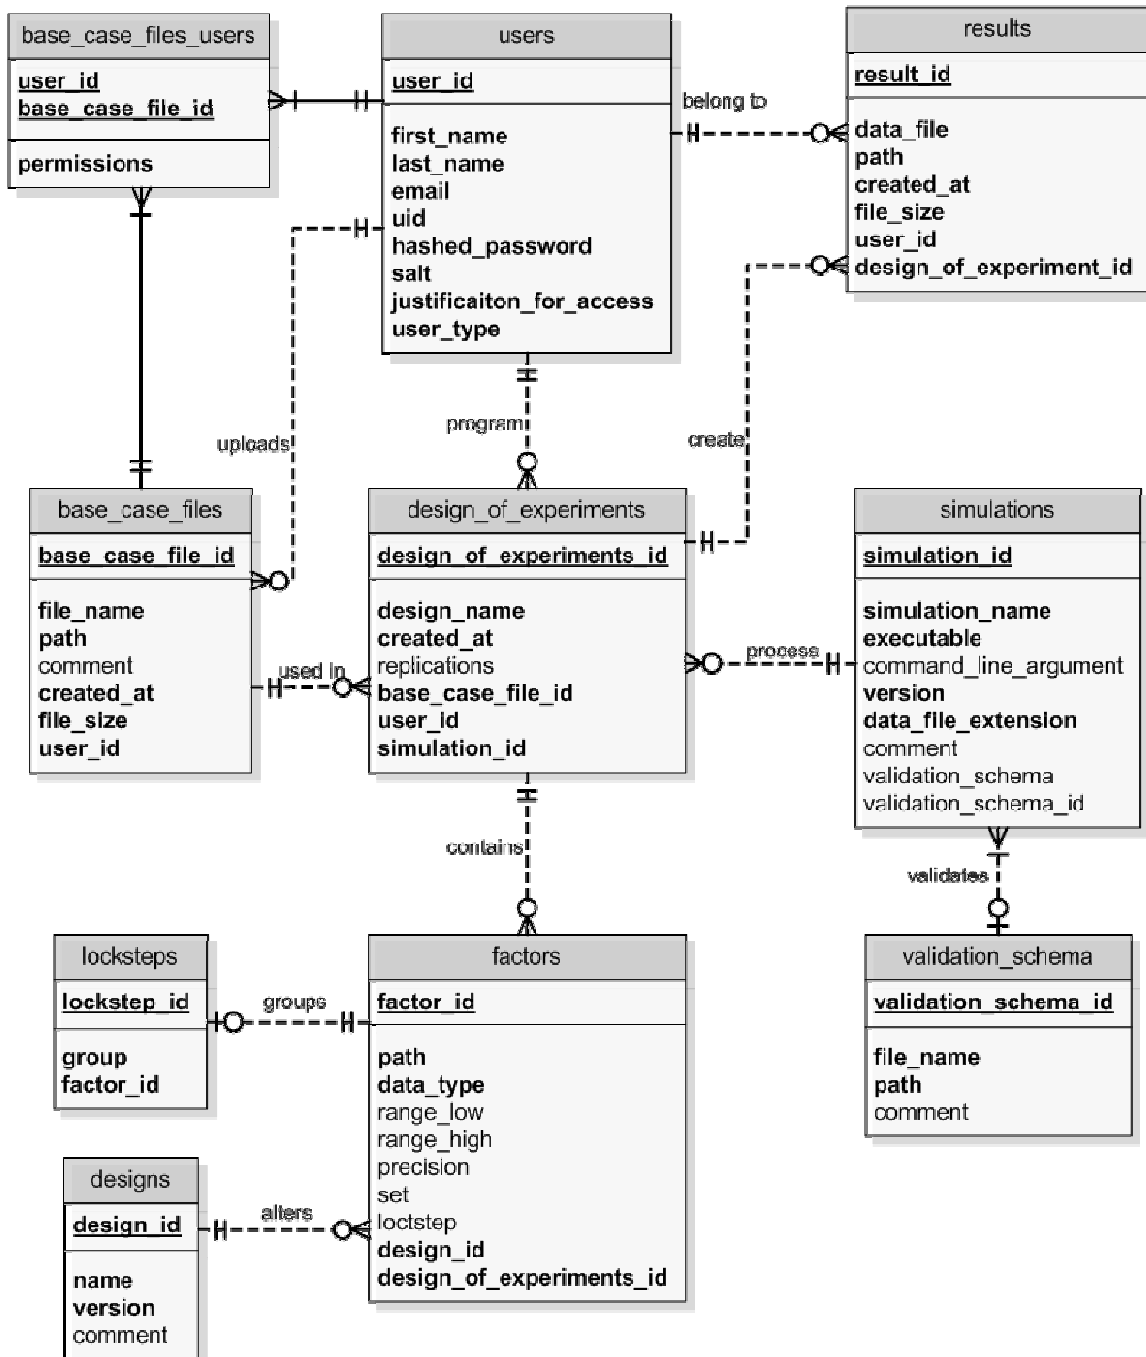 base_case_files_users
user_id
base_case_file_id
permissions
users
user_id
first_name
last_name
email
uid
hashed_password
salt
justificaiton_for_access
user_type
belong to
results
result_id
data_file
path
created_at
file_size
user_id
design_of_experiment_id
uploads
program
create
base_case_files
base_case_file_id
file_name
path
comment
created_at
file_size
user_id
used in
design_of_experiments
design_of_experiments_id
design_name
created_at
replications
base_case_file_id
user_id
simulation_id
process
simulations
simulation_id
simulation_name
executable
command_line_argument
version
data_file_extension
comment
validation_schema
validation_schema_id
contains
validates
locksteps
lockstep_id
group
factor_id
groups
factors
factor_id
path
data_type
range_low
range_high
precision
set
loctstep
design_id
design_of_experiments_id
validation_schema
validation_schema_id
file_name
path
comment
designs
design_id
name
version
comment
alters